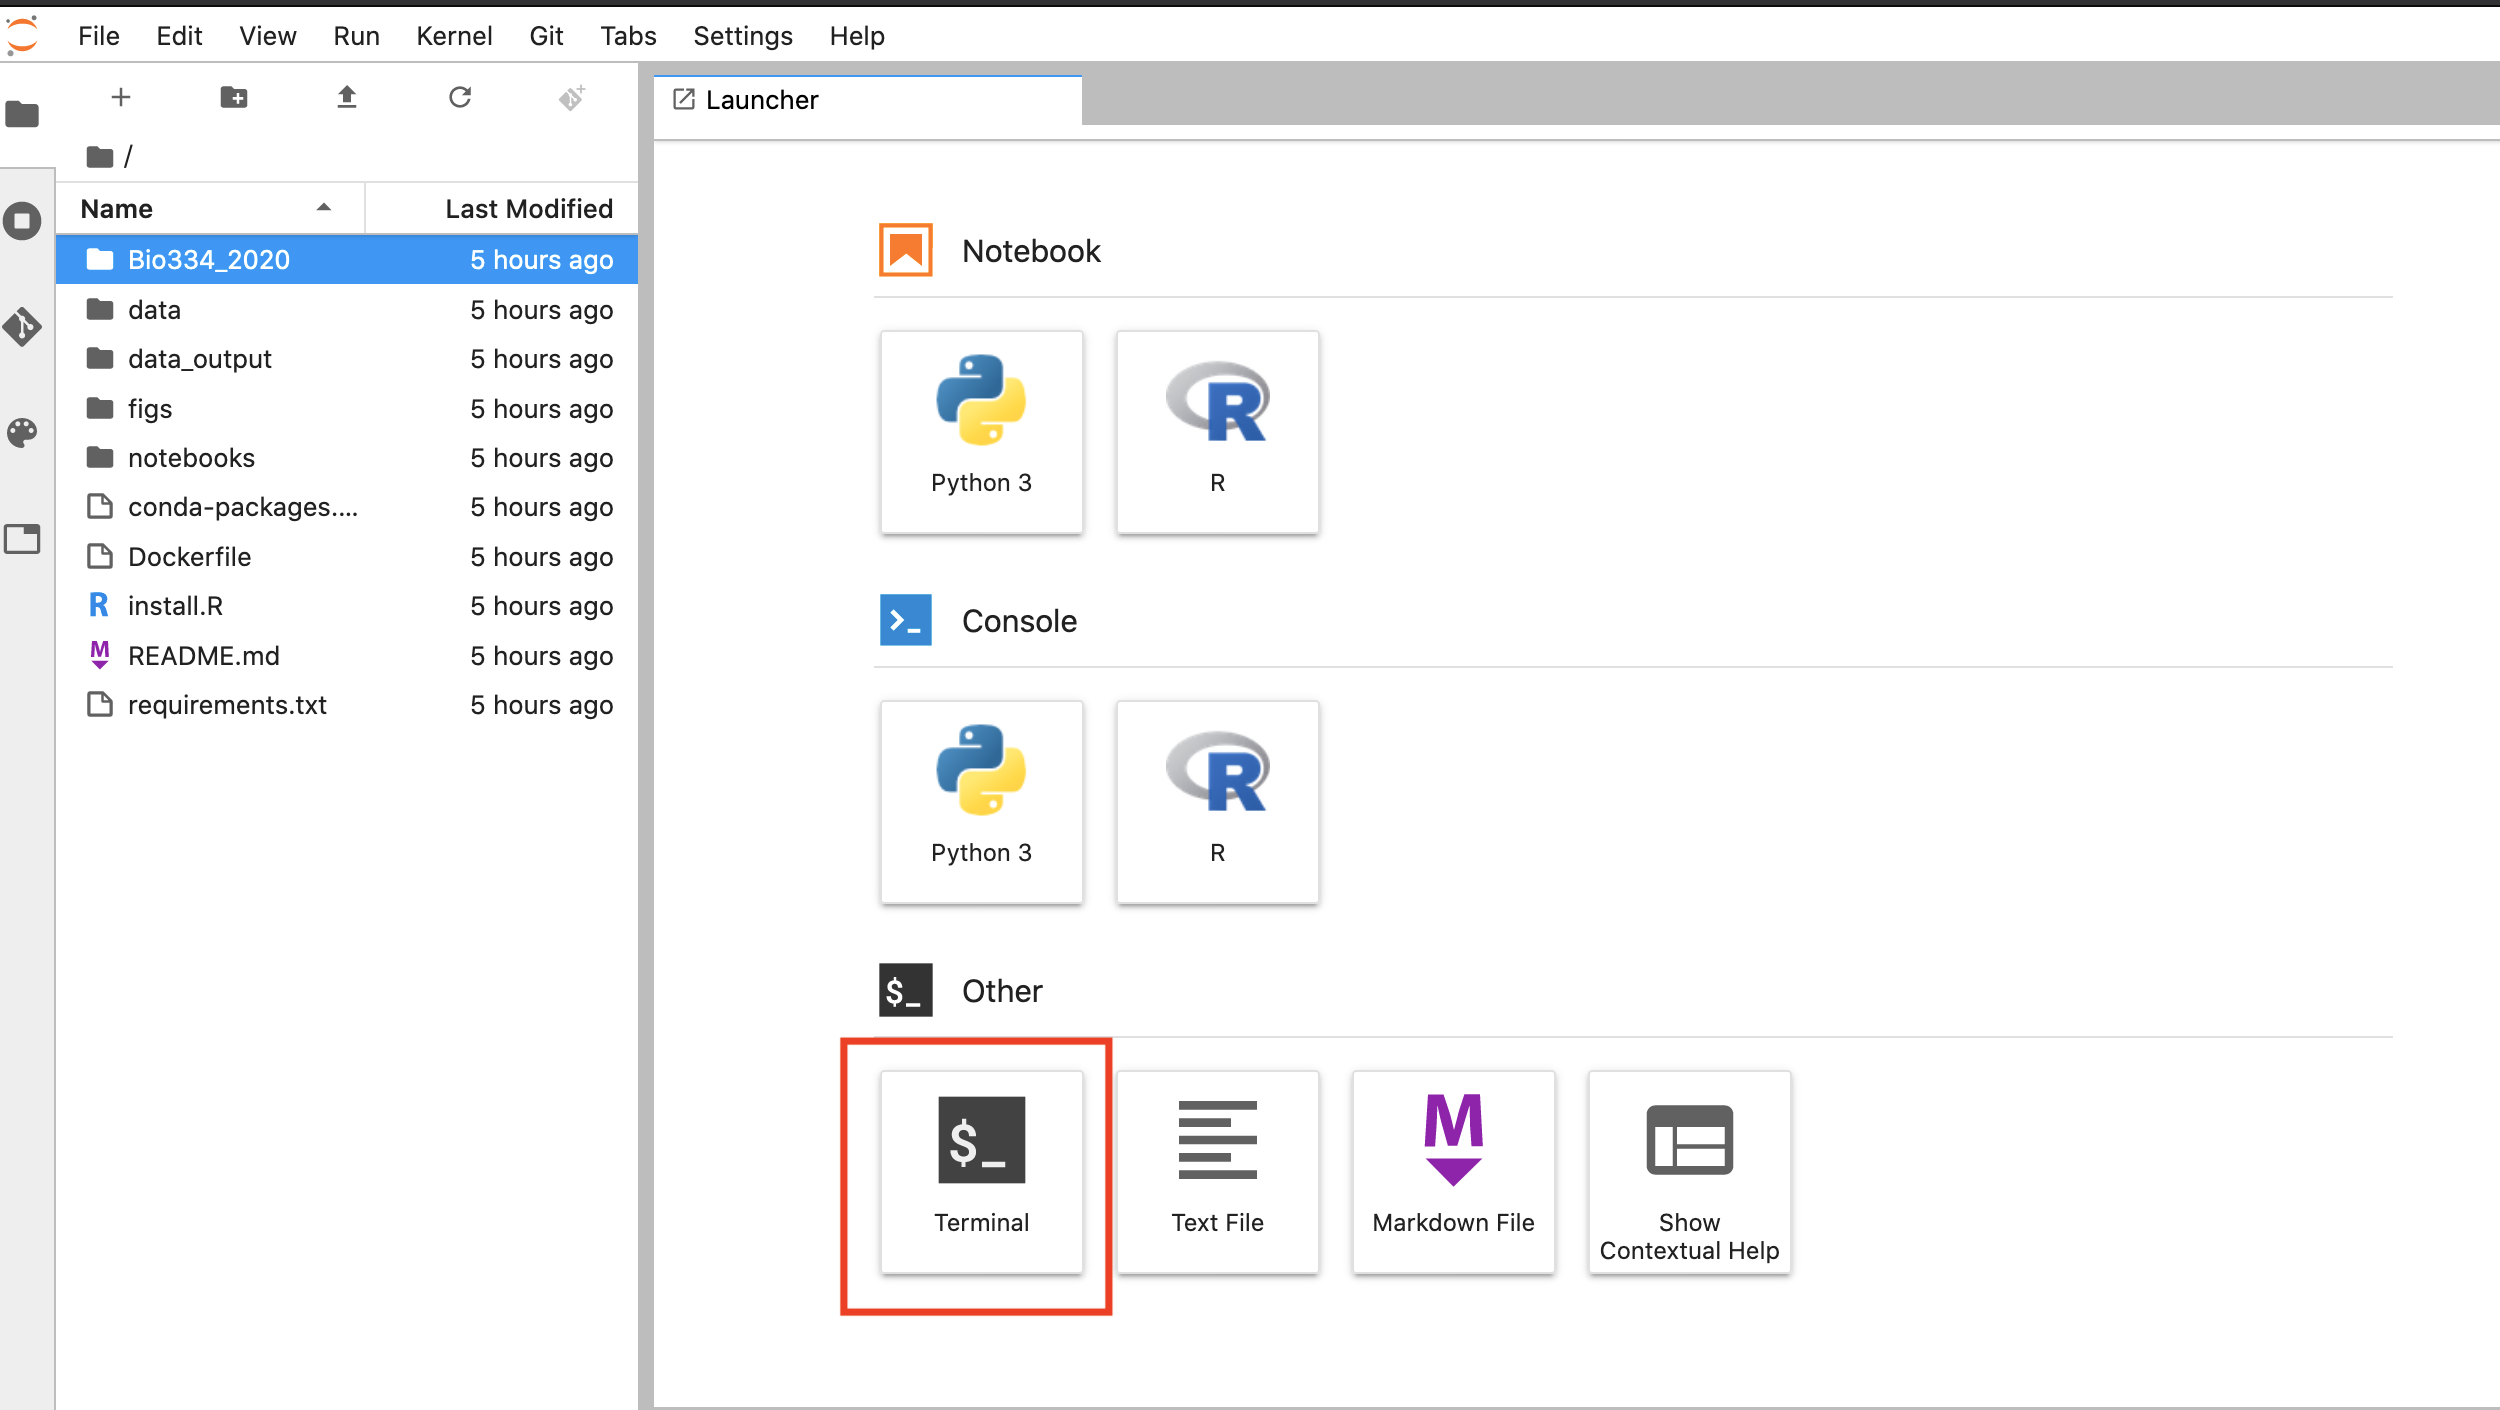 File Edit View Run Kernel Git Tabs Settings Help
/
Name Last Modified
Bio334_2020 5 hours ago
data 5 hours ago
data_output 5 hours ago
figs 5 hours ago
notebooks 5 hours ago
conda-packages.... 5 hours ago
Dockerfile 5 hours ago
R install.R 5 hours ago
M README.md 5 hours ago
requirements.txt 5 hours ago
Launcher
Notebook
Python 3
R
R
>_ Console
Python 3
R
R
$_ Other
$_
Terminal
Text File
M
Markdown File
Show
Contextual Help